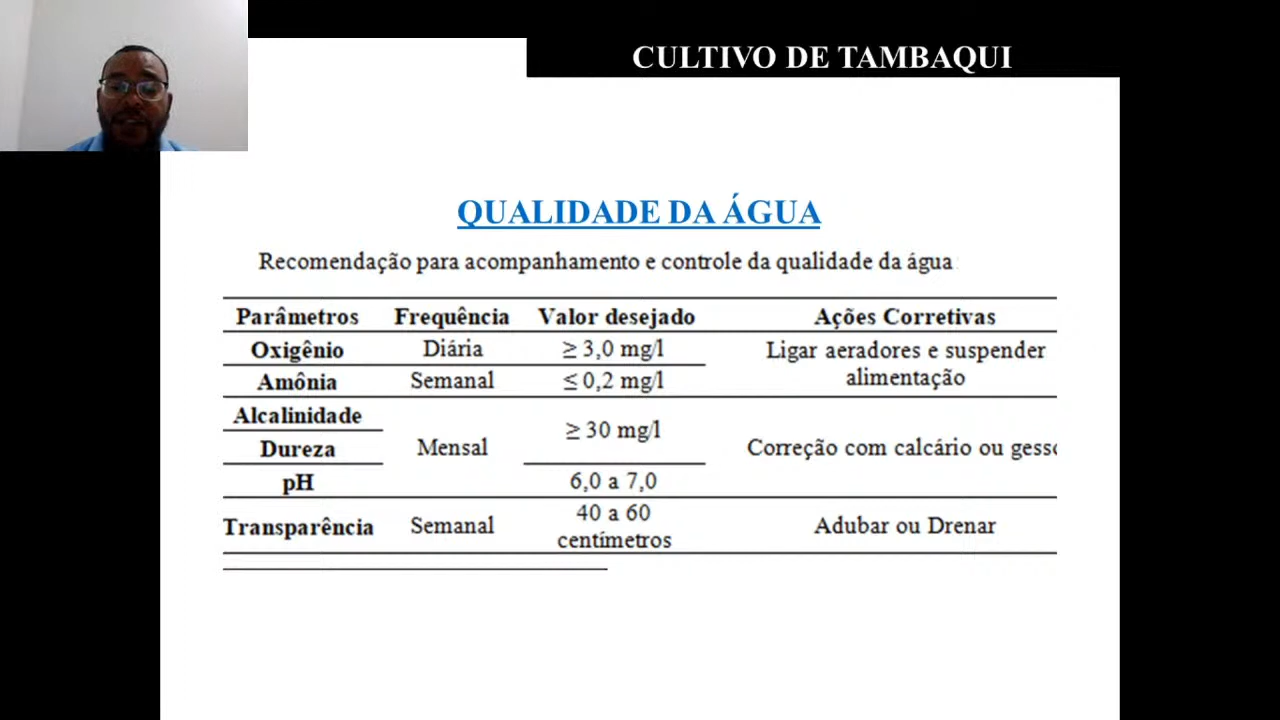 CULTIVO DE TAMBAQUI
QUALIDADE DA ÁGUA
Recomendação para acompanhamento e controle da qualidade da água
Parâmetros Frequência Valor desejado Ações Corretivas
Oxigênio Diária ≥ 3,0 mg/l Ligar aeradores e suspender
alimentação
Amônia Semanal ≤ 0,2 mg/l
Alcalinidade
Dureza Mensal ≥ 30 mg/l Correção com calcário ou gesso
pH 6,0 a 7,0
Transparência Semanal 40 a 60
centímetros Adubar ou Drenar